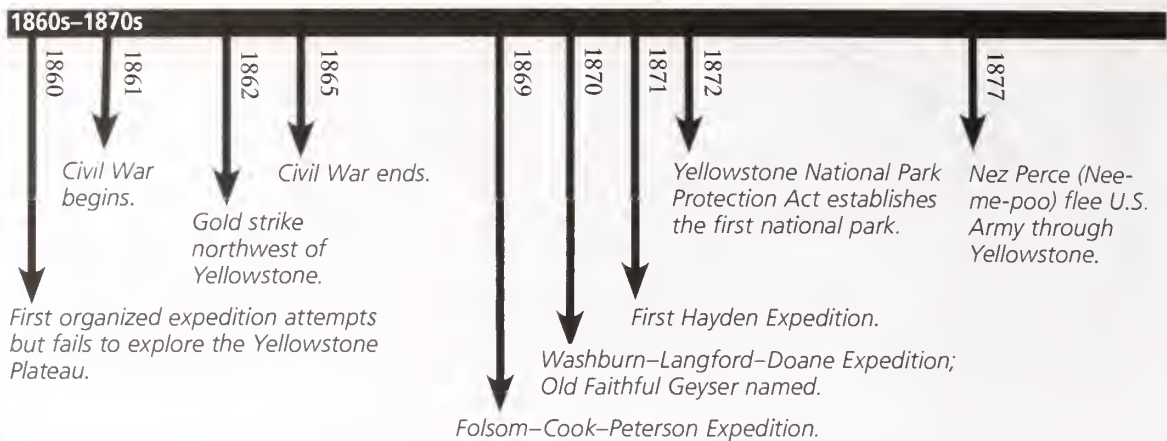 1860s–1870s
1860
1861
1862
1865
1869
1870
1871
1872
1877
Civil War
begins.
Civil War ends.
Yellowstone National Park
Protection Act establishes
the first national park.
Nez Perce (Nee-
me-poo) flee U.S.
Army through
Yellowstone.
Gold strike
northwest of
Yellowstone.
First organized expedition attempts
but fails to explore the Yellowstone
Plateau.
First Hayden Expedition.
Washburn–Langford–Doane Expedition;
Old Faithful Geyser named.
Folsom–Cook–Peterson Expedition.